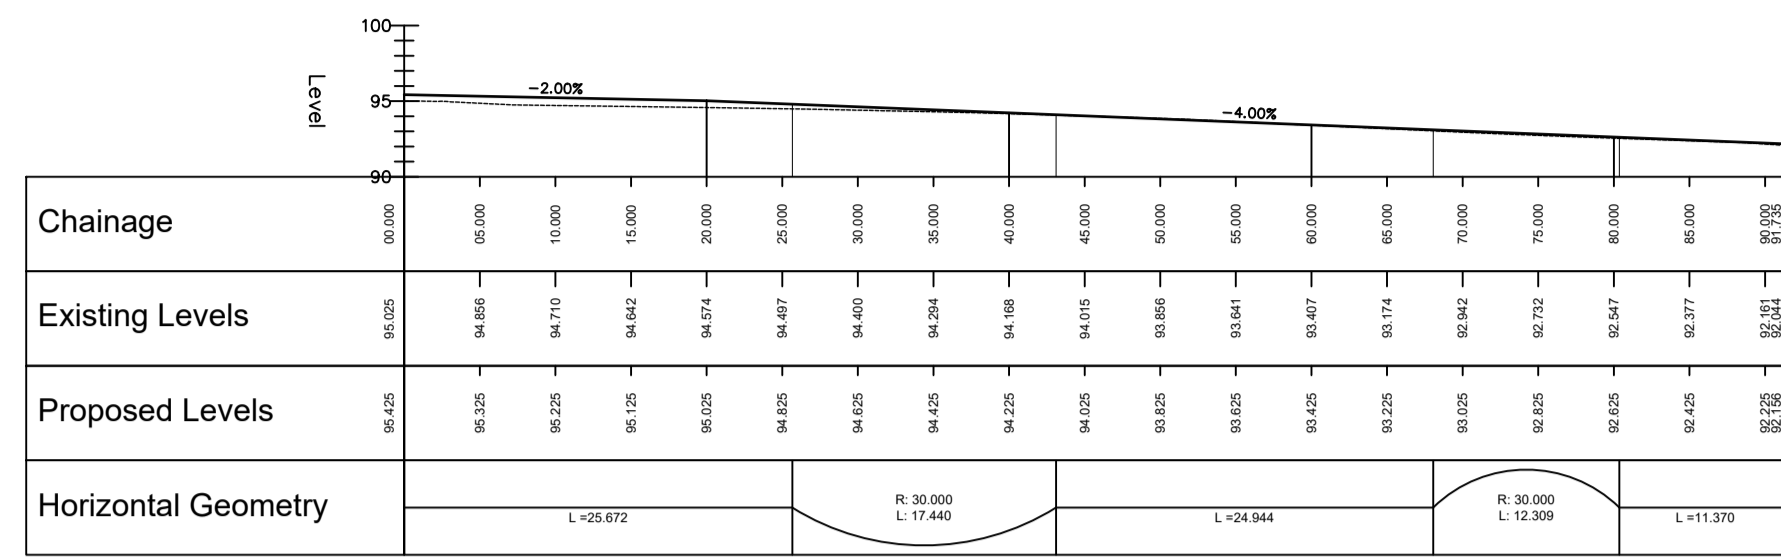 100
Level
-2.00%
95
-4.00%
90
Chainage
00.000 05.000 10.000 15.000 20.000 25.000 30.000 35.000 40.000 45.000 50.000 55.000 60.000 65.000 70.000 75.000 80.000 85.000 90.000 91.735
Existing Levels
95.025 94.856 94.710 94.642 94.574 94.497 94.400 94.294 94.168 94.015 93.856 93.641 93.407 93.174 92.942 92.732 92.547 92.377 92.161 92.044
Proposed Levels
95.425 95.325 95.225 95.125 95.025 94.825 94.625 94.425 94.225 94.025 93.825 93.625 93.425 93.225 93.025 92.825 92.625 92.425 92.225 92.156
Horizontal Geometry
L =25.672
R: 30.000
L: 17.440
L =24.944
R: 30.000
L: 12.309
L =11.370